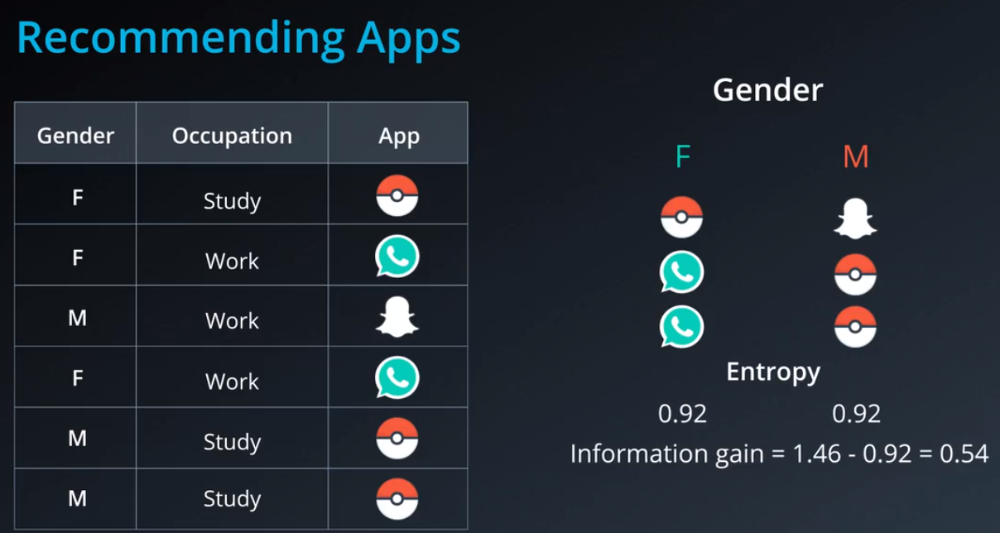 Recommending Apps
Gender Occupation App
F Study
F Work
M Work
F Work
M Study
M Study
Gender
F M
Entropy
0.92 0.92
Information gain = 1.46 - 0.92 = 0.54